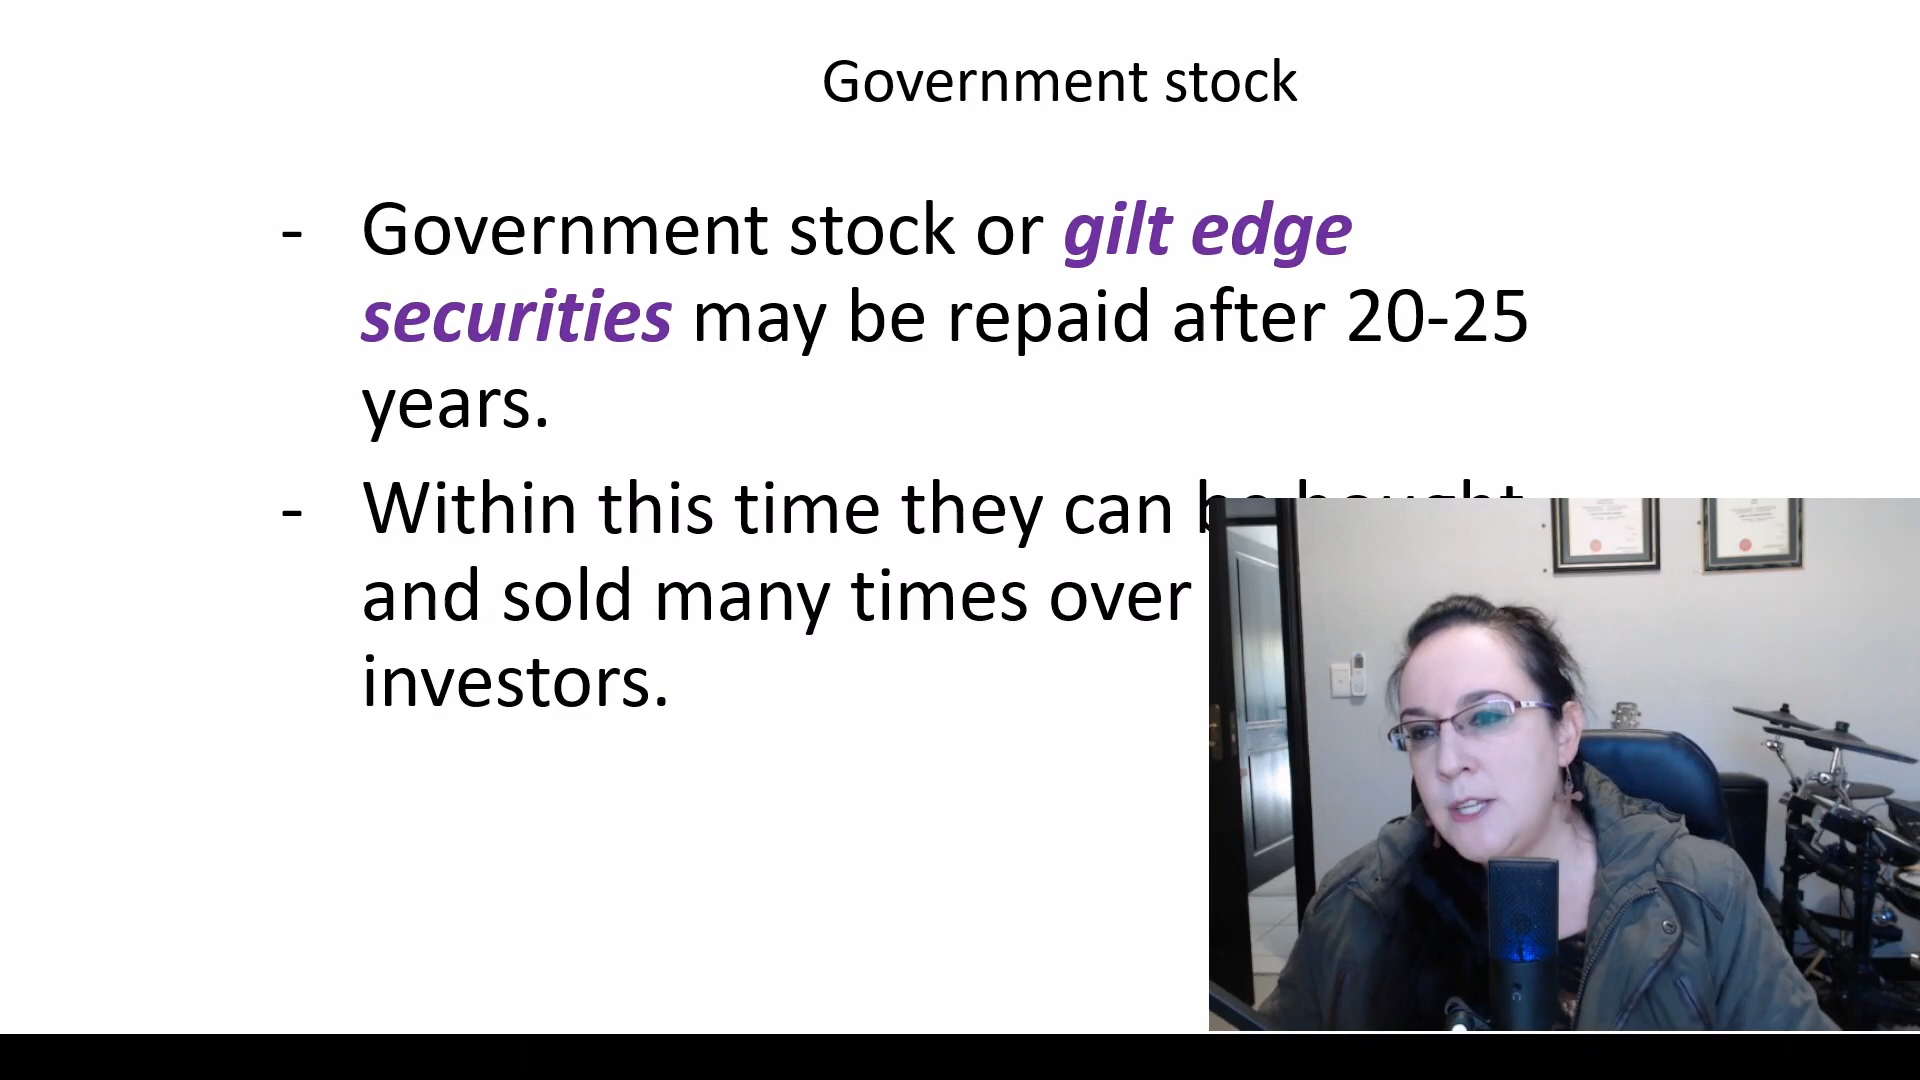 Government stock
- Government stock or gilt edge
securities may be repaid after 20-25
years.
- Within this time they can be bought
and sold many times over
investors.